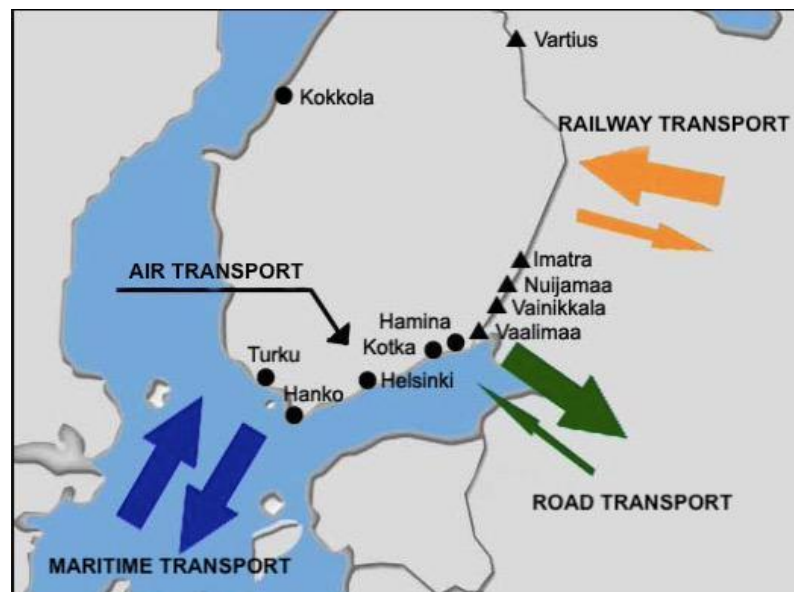 Vartius
Kokkola
RAILWAY TRANSPORT
Imatra
AIR TRANSPORT
Nuijamaa
Vainikkala
Hamina
Vaalimaa
Kotka
Turku
Helsinki
Hanko
ROAD TRANSPORT
MARITIME TRANSPORT